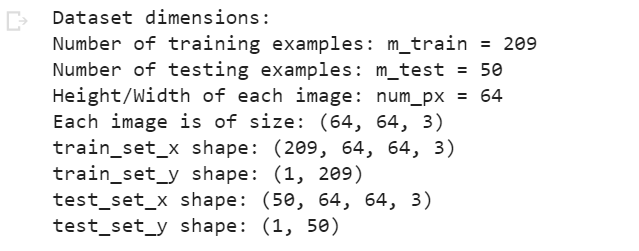 Dataset dimensions:
Number of training examples: m_train = 209
Number of testing examples: m_test = 50
Height/Width of each image: num_px = 64
Each image is of size: (64, 64, 3)
train_set_x shape: (209, 64, 64, 3)
train_set_y shape: (1, 209)
test_set_x shape: (50, 64, 64, 3)
test_set_y shape: (1, 50)